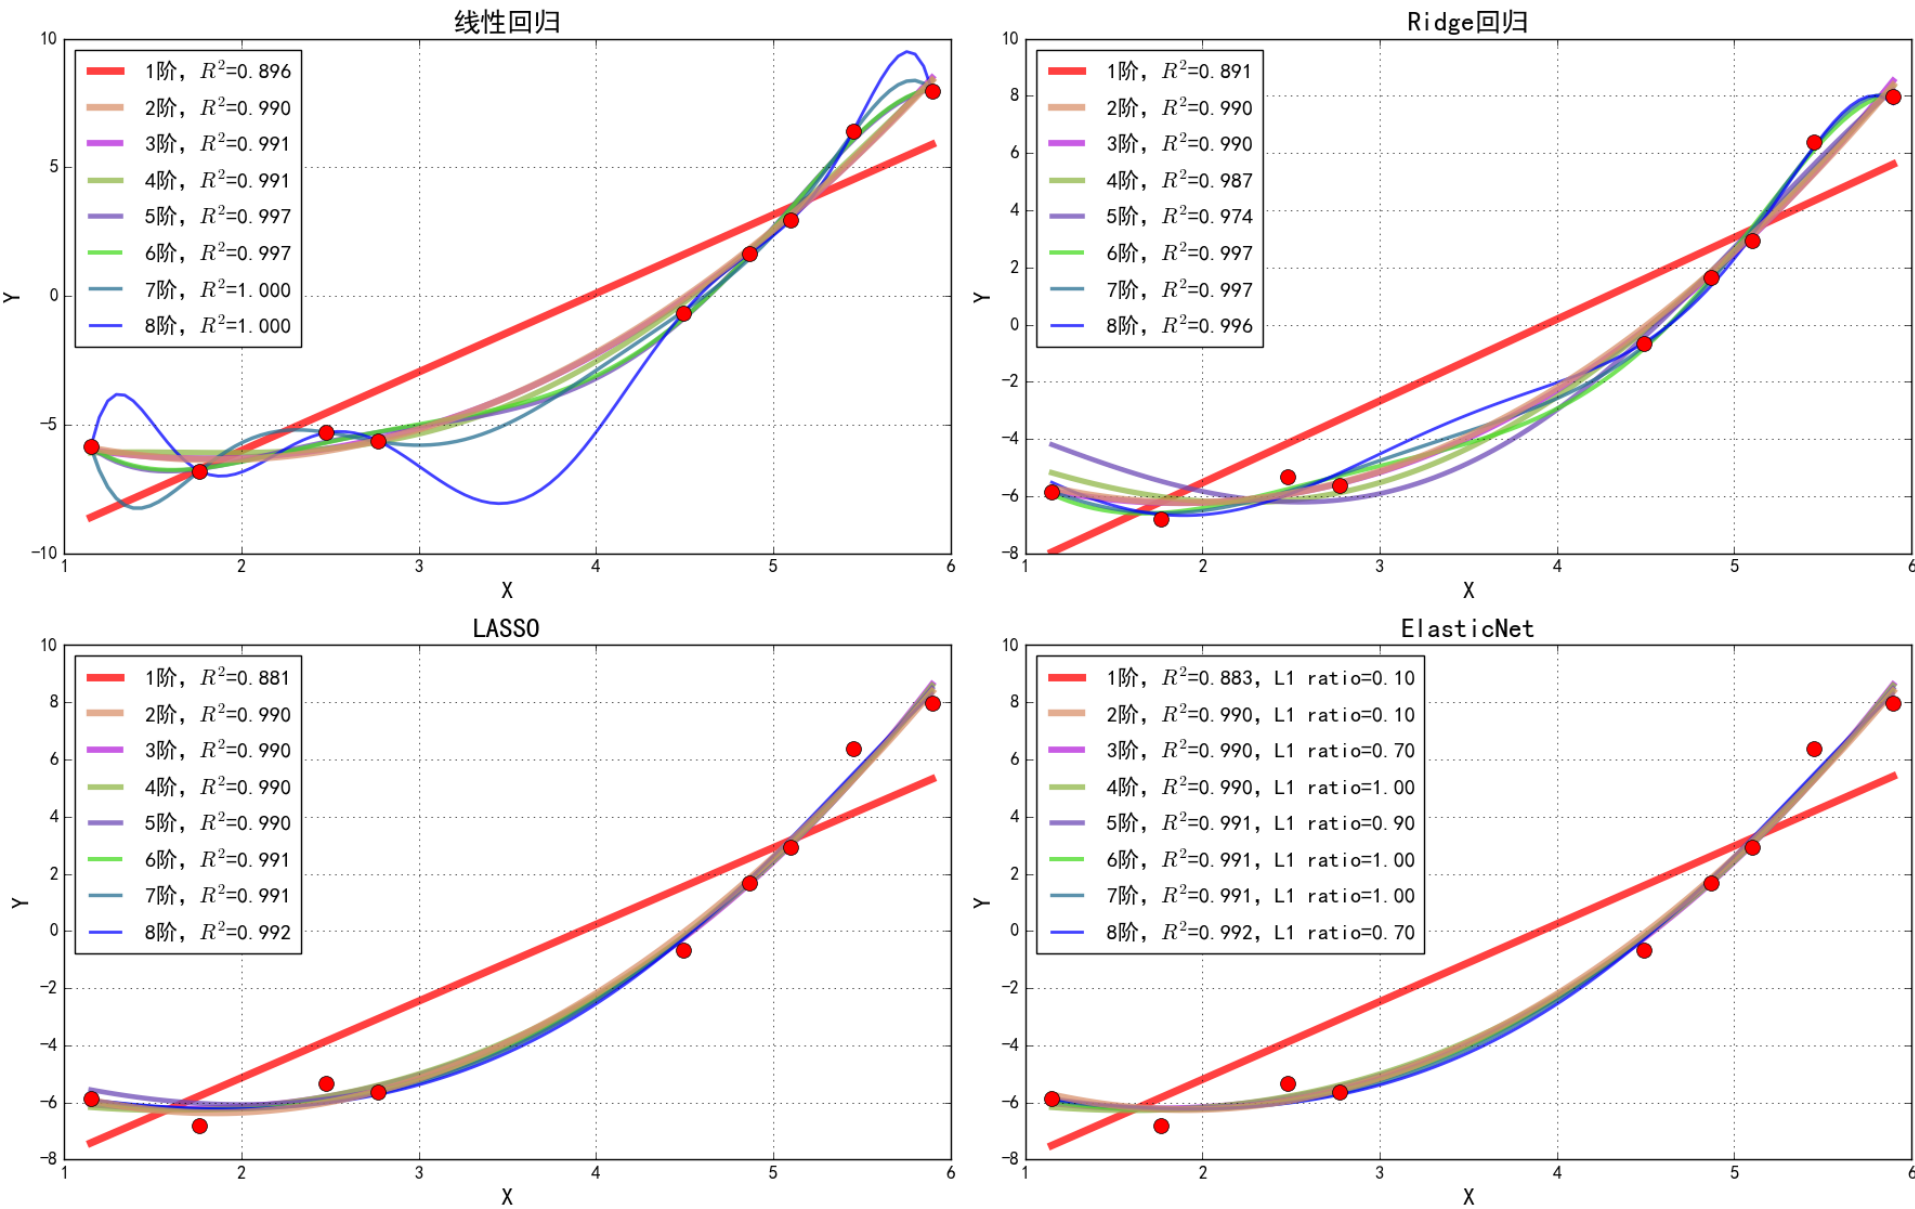 线性回归
10
5
0
−5
−10
Y
1阶, R²=0.896
2阶, R²=0.990
3阶, R²=0.991
4阶, R²=0.991
5阶, R²=0.997
6阶, R²=0.997
7阶, R²=1.000
8阶, R²=1.000
1 2 3 4 5 6
X
Ridge回归
10
8
6
4
2
0
−2
−4
−6
−8
Y
1阶, R²=0.891
2阶, R²=0.990
3阶, R²=0.990
4阶, R²=0.987
5阶, R²=0.974
6阶, R²=0.997
7阶, R²=0.997
8阶, R²=0.996
1 2 3 4 5 6
X
LASSO
10
8
6
4
2
0
−2
−4
−6
−8
Y
1阶, R²=0.881
2阶, R²=0.990
3阶, R²=0.990
4阶, R²=0.990
5阶, R²=0.990
6阶, R²=0.991
7阶, R²=0.991
8阶, R²=0.992
1 2 3 4 5 6
X
ElasticNet
10
8
6
4
2
0
−2
−4
−6
−8
Y
1阶, R²=0.883, L1 ratio=0.10
2阶, R²=0.990, L1 ratio=0.10
3阶, R²=0.990, L1 ratio=0.70
4阶, R²=0.990, L1 ratio=1.00
5阶, R²=0.991, L1 ratio=0.90
6阶, R²=0.991, L1 ratio=1.00
7阶, R²=0.991, L1 ratio=1.00
8阶, R²=0.992, L1 ratio=0.70
1 2 3 4 5 6
X